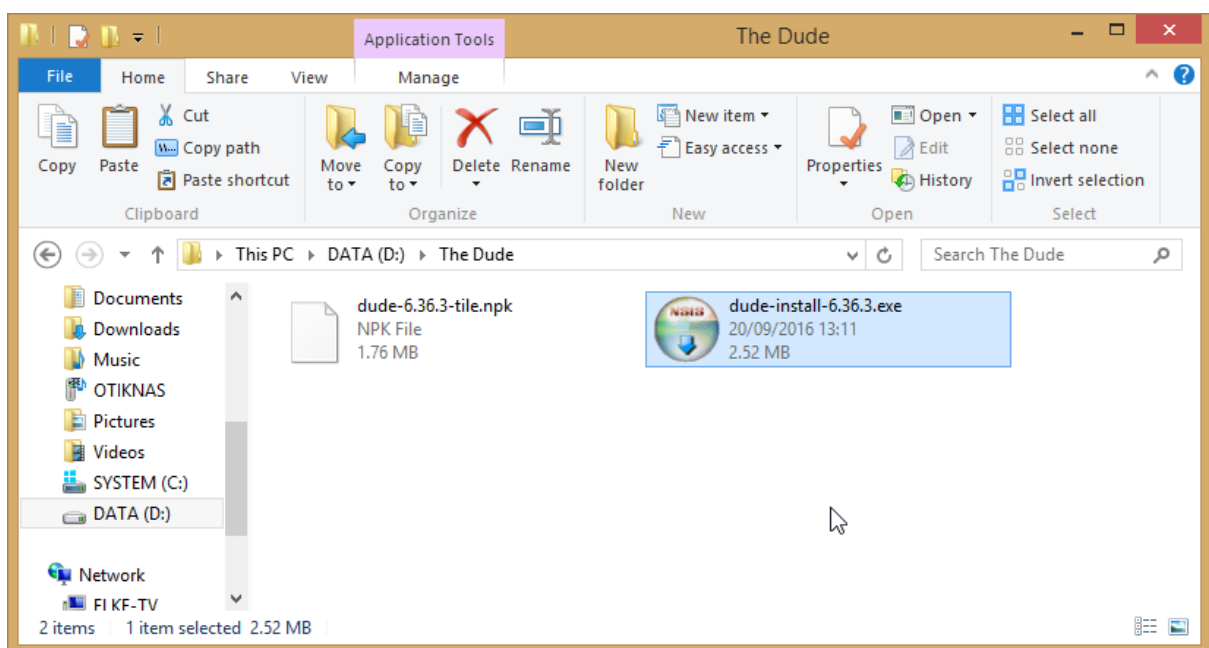 Application Tools
The Dude
File
Home
Share
View
Manage
Copy
Paste
Cut
Copy path
Paste shortcut
Clipboard
Move to
Copy to
Delete
Rename
Organize
New folder
New item
Easy access
New
Properties
Open
Edit
History
Open
Select all
Select none
Invert selection
Select
This PC
DATA (D:)
The Dude
Search The Dude
Documents
Downloads
Music
OTIKNAS
Pictures
Videos
SYSTEM (C:)
DATA (D:)
Network
dude-6.36.3-tile.npk
NPK File
1.76 MB
NSIS
dude-install-6.36.3.exe
20/09/2016 13:11
2.52 MB
2 items
1 item selected 2.52 MB